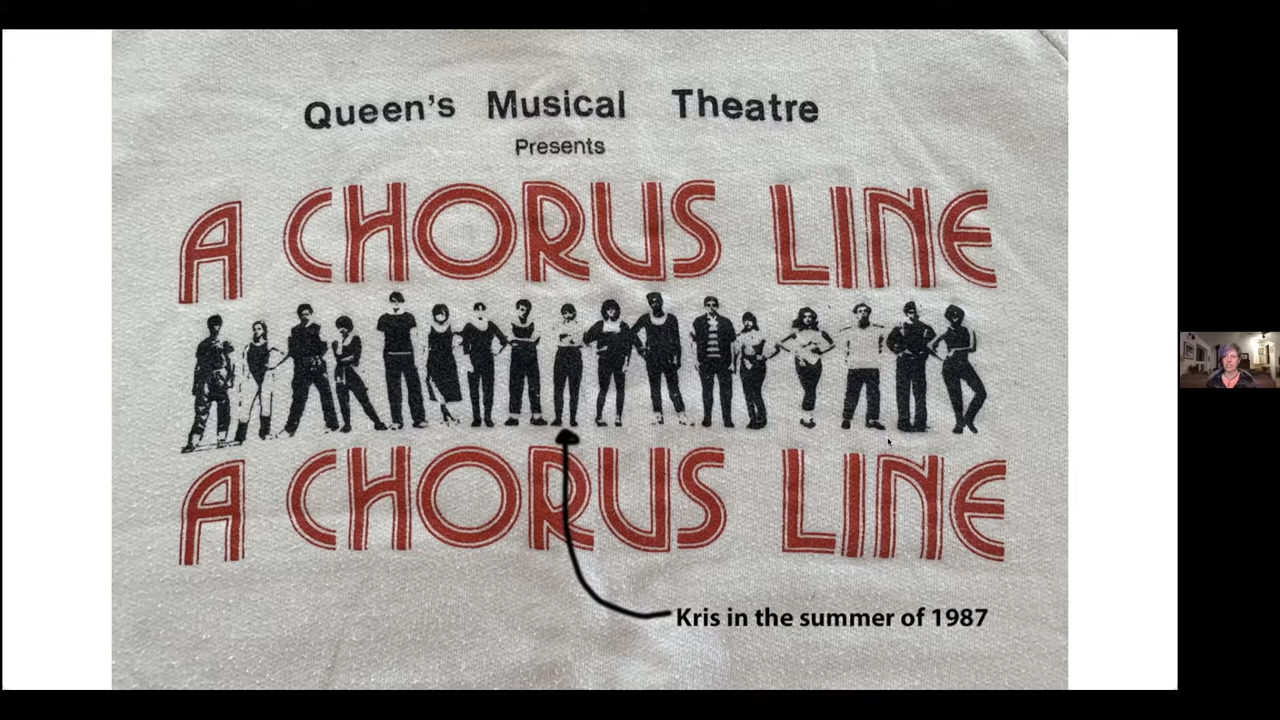 Queen's Musical Theatre
Presents
A CHORUS LINE
A CHORUS LINE
Kris in the summer of 1987